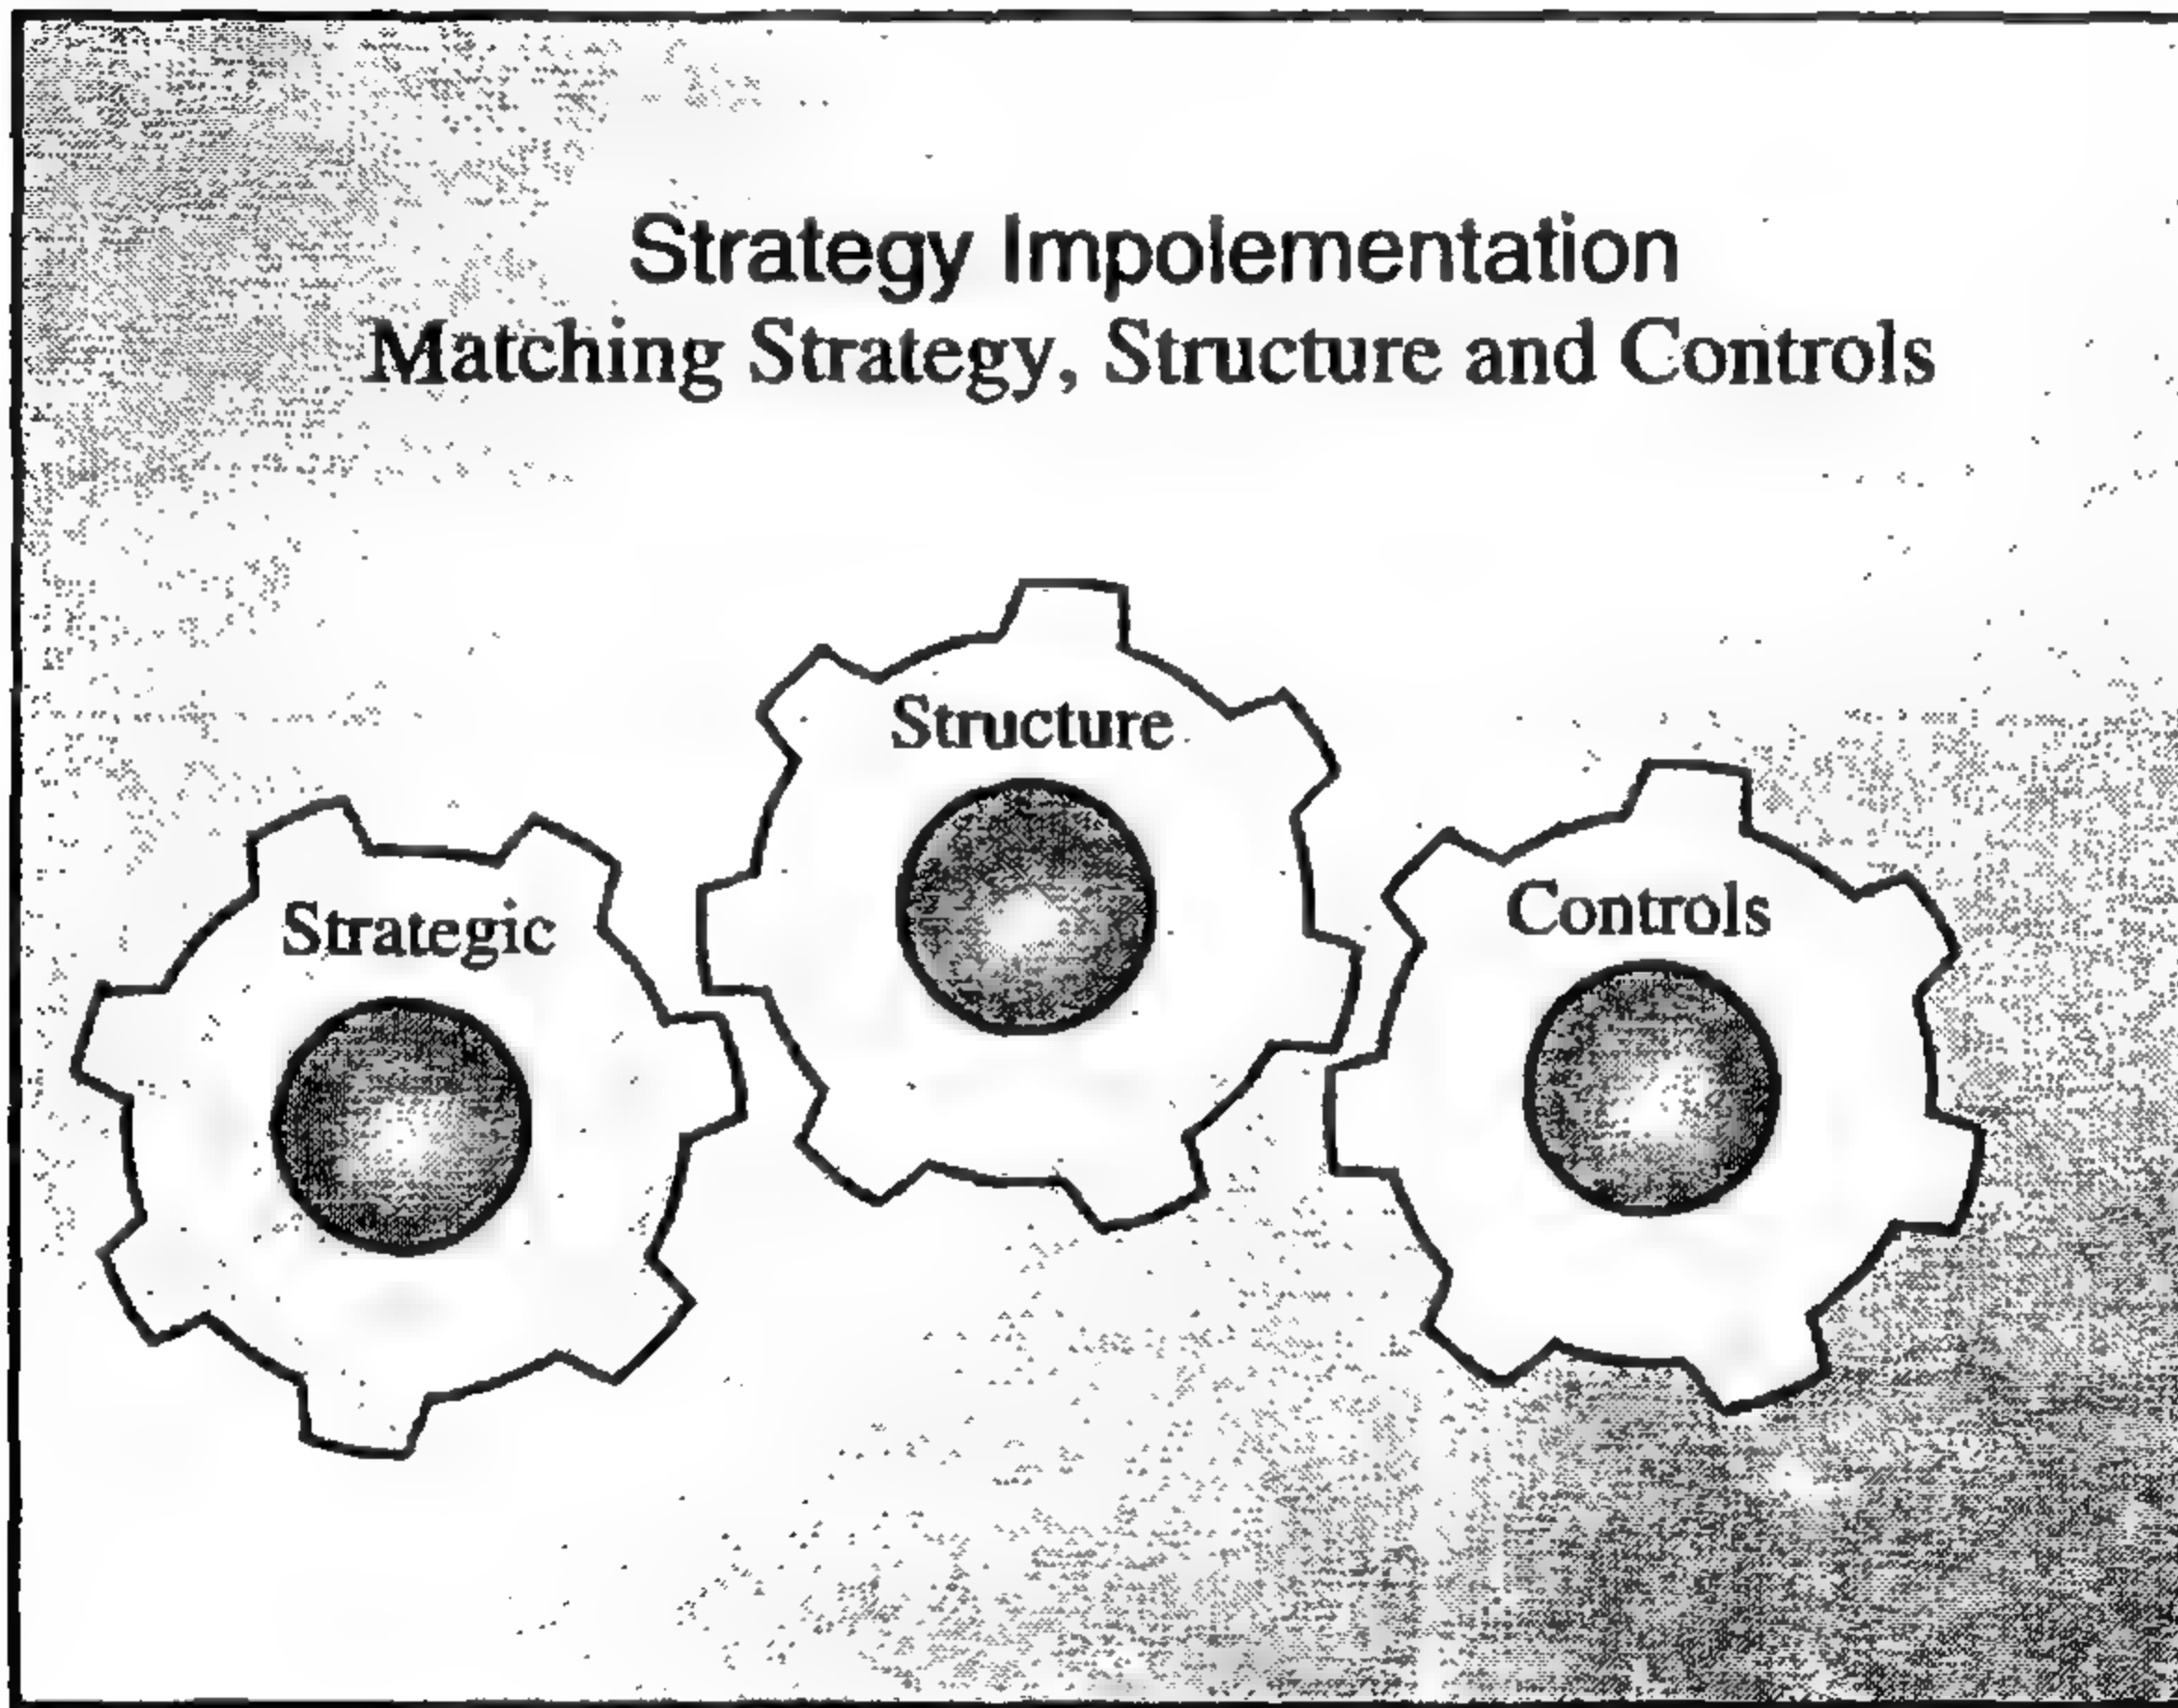 Strategy Impolementation
Matching Strategy, Structure and Controls
Structure
Strategic
Controls